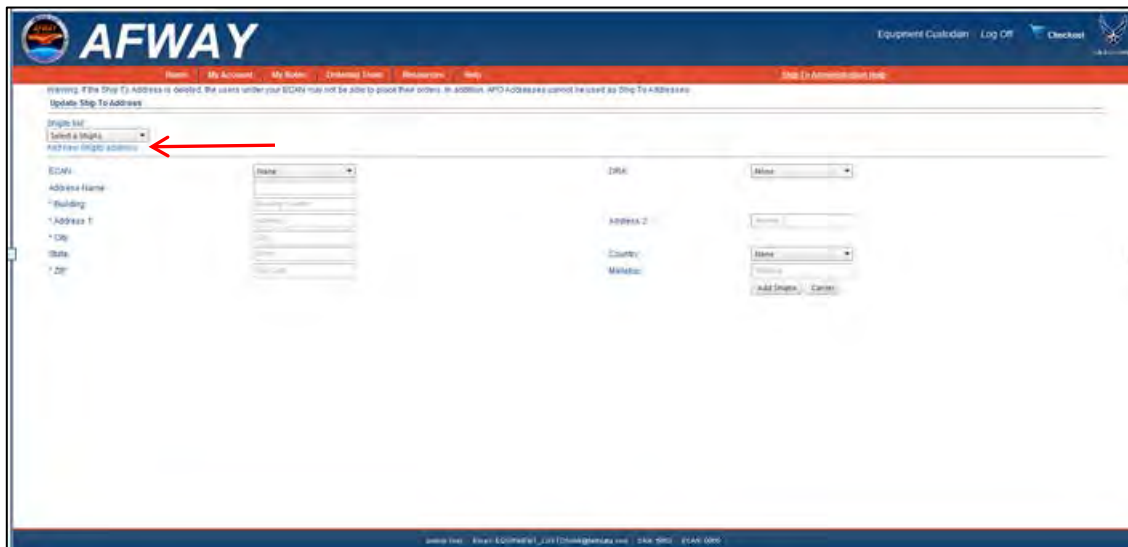 AFWAY
Equipment Custodian Log Off Checkout
Home My Account My Roles Ordering Tools Resources Help Ship To Administration Help
Warning: If the Ship To Address is deleted, the users under your ECAN may not be able to place their orders. In addition, APO Addresses cannot be used as Ship To Addresses
Update Ship To Address
Shipto list
Select a Shipto
Add new shipto address
ECAN: None DRA: None
Address Name
* Building:
* Address 1: Address 2:
* City
State: Country: None
* ZIP: Markfor:
Add Shipto Cancel